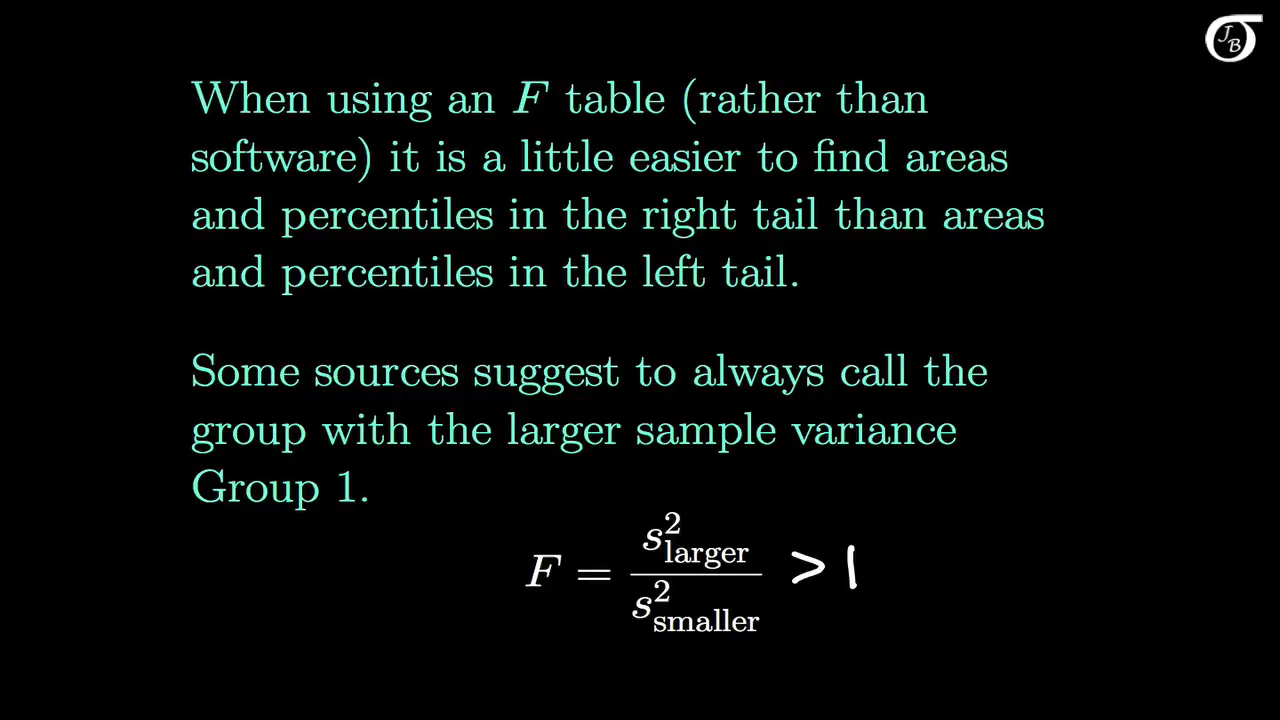 JB
When using an F table (rather than
software) it is a little easier to find areas
and percentiles in the right tail than areas
and percentiles in the left tail.
Some sources suggest to always call the
group with the larger sample variance
Group 1.
F = s²larger / s²smaller > 1